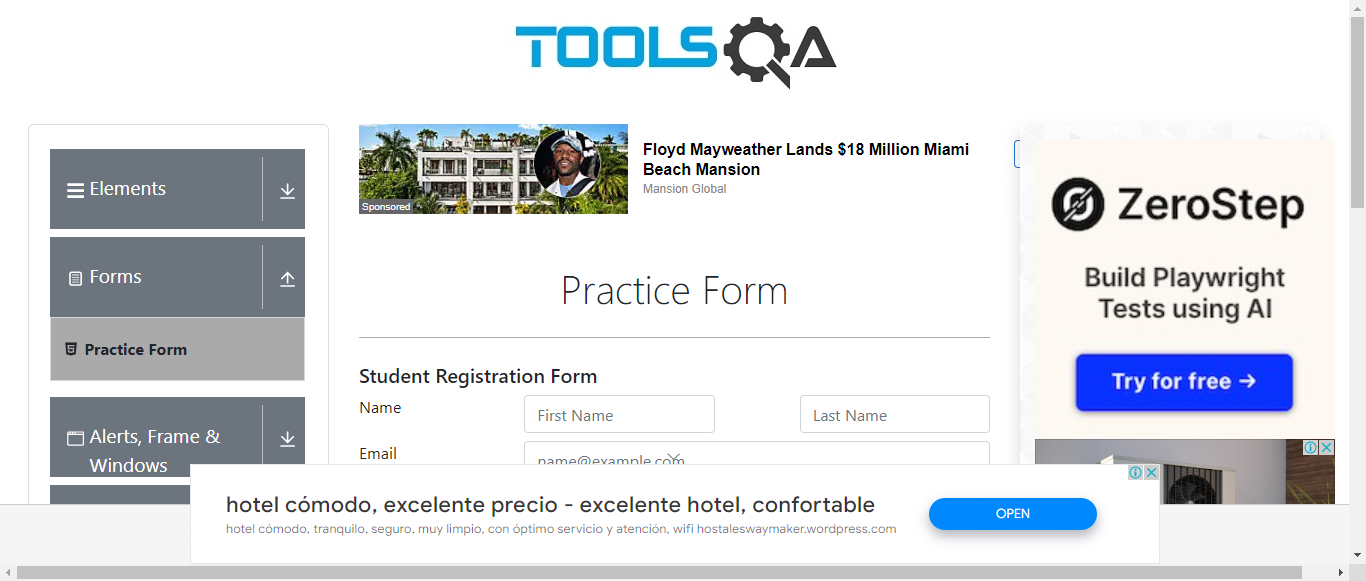 TOOLSQA
Elements
Forms
Practice Form
Alerts, Frame &
Windows
Sponsored
Floyd Mayweather Lands $18 Million Miami
Beach Mansion
Mansion Global
Practice Form
Student Registration Form
Name
First Name
Last Name
Email
name@example.com
ZeroStep
Build Playwright
Tests using AI
Try for free →
hotel cómodo, excelente precio - excelente hotel, confortable
hotel cómodo, tranquilo, seguro, muy limpio, con óptimo servicio y atención, wifi hostaleswaymaker.wordpress.com
OPEN